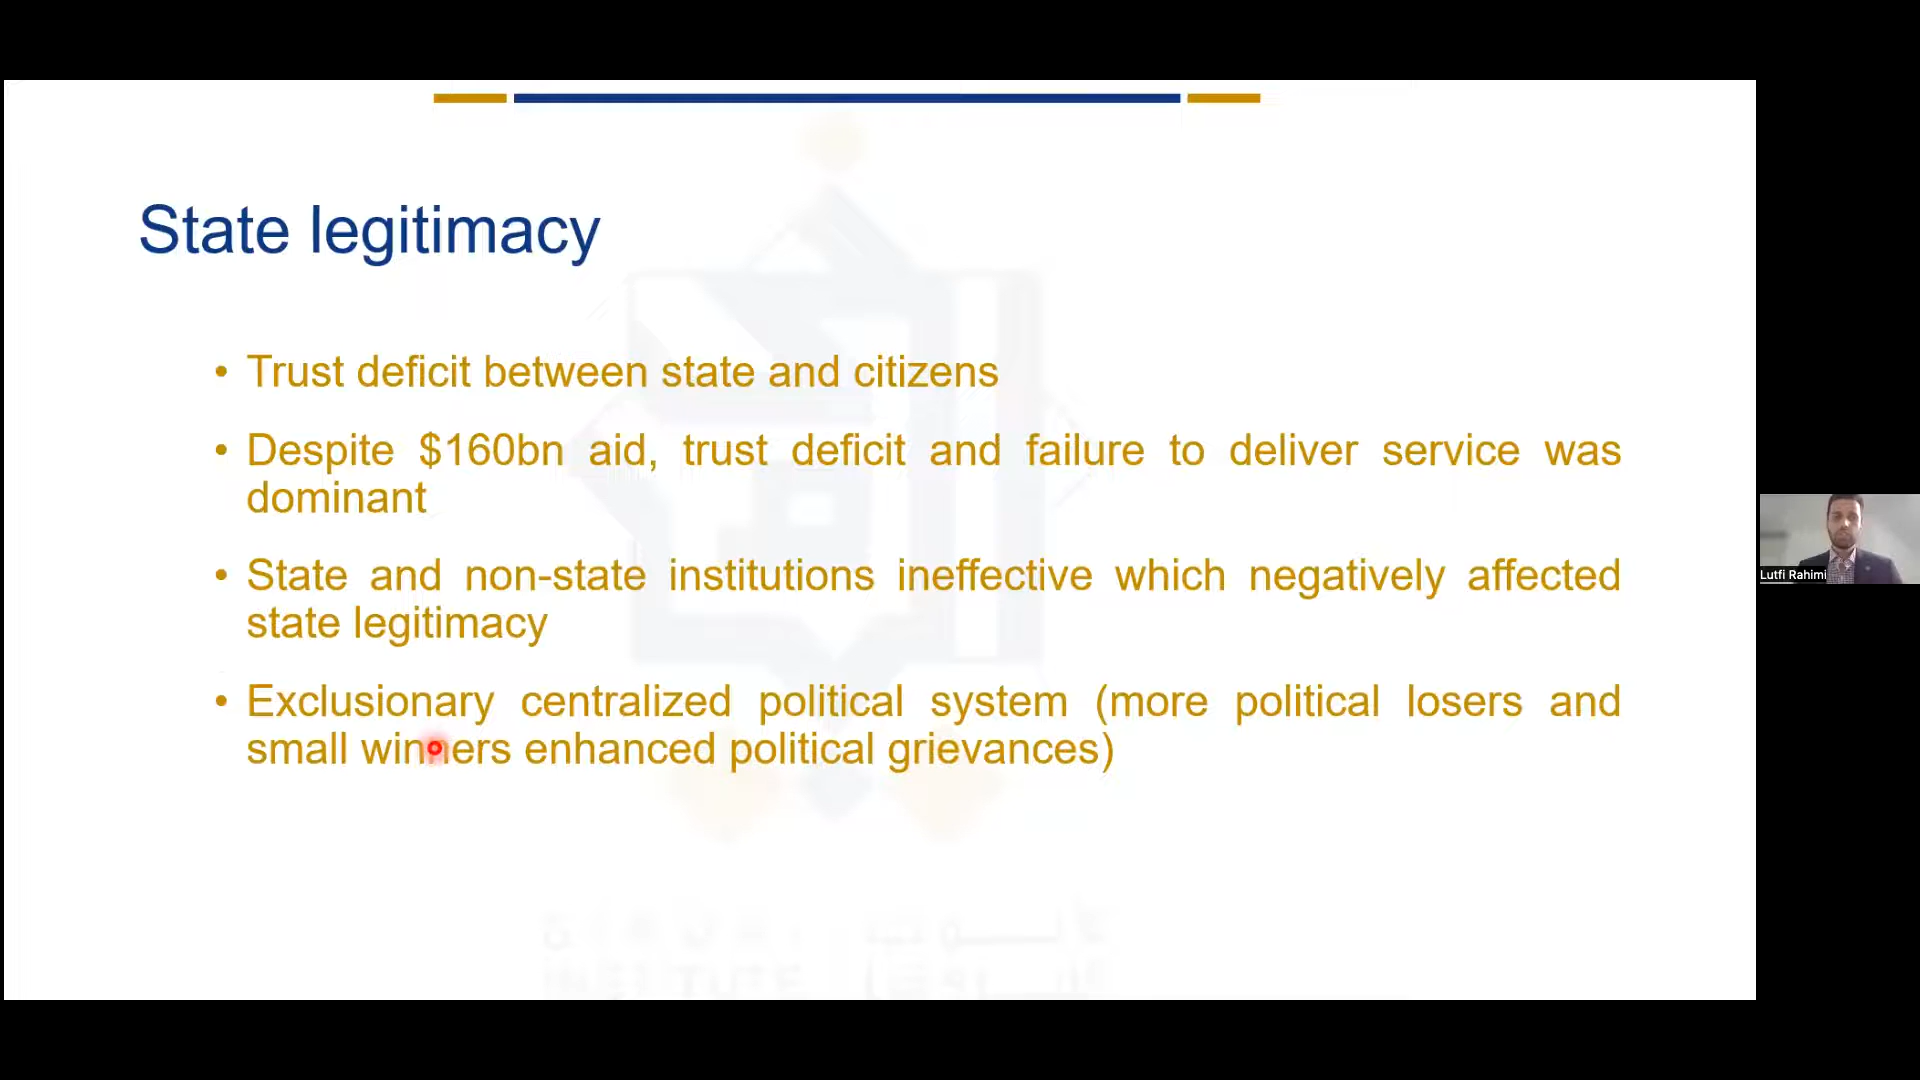 State legitimacy
• Trust deficit between state and citizens
• Despite $160bn aid, trust deficit and failure to deliver service was
dominant
• State and non-state institutions ineffective which negatively affected
state legitimacy
• Exclusionary centralized political system (more political losers and
small winners enhanced political grievances)
Lutfi Rahimi